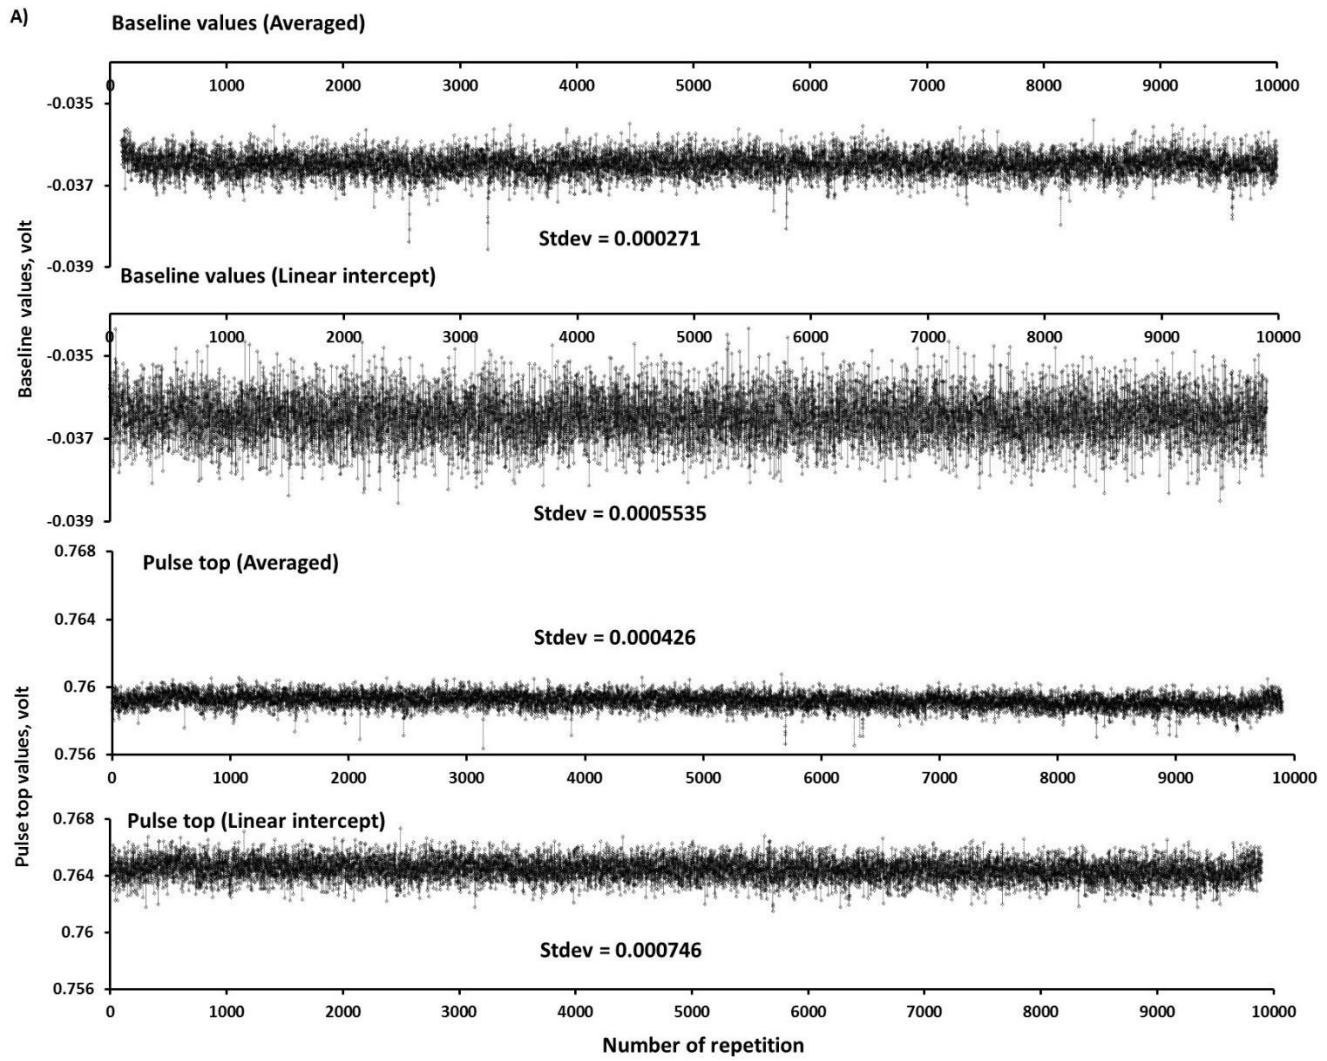 A)
Baseline values (Averaged)
0 1000 2000 3000 4000 5000 6000 7000 8000 9000 10000
-0.035
-0.037
-0.039
Stdev = 0.000271
Baseline values, volt
Baseline values (Linear intercept)
0 1000 2000 3000 4000 5000 6000 7000 8000 9000 10000
-0.035
-0.037
-0.039
Stdev = 0.0005535
0.768
Pulse top (Averaged)
0.764
Stdev = 0.000426
0.76
0.756
0 1000 2000 3000 4000 5000 6000 7000 8000 9000 10000
Pulse top values, volt
0.768
Pulse top (Linear intercept)
0.764
0.76
Stdev = 0.000746
0.756
0 1000 2000 3000 4000 5000 6000 7000 8000 9000 10000
Number of repetition